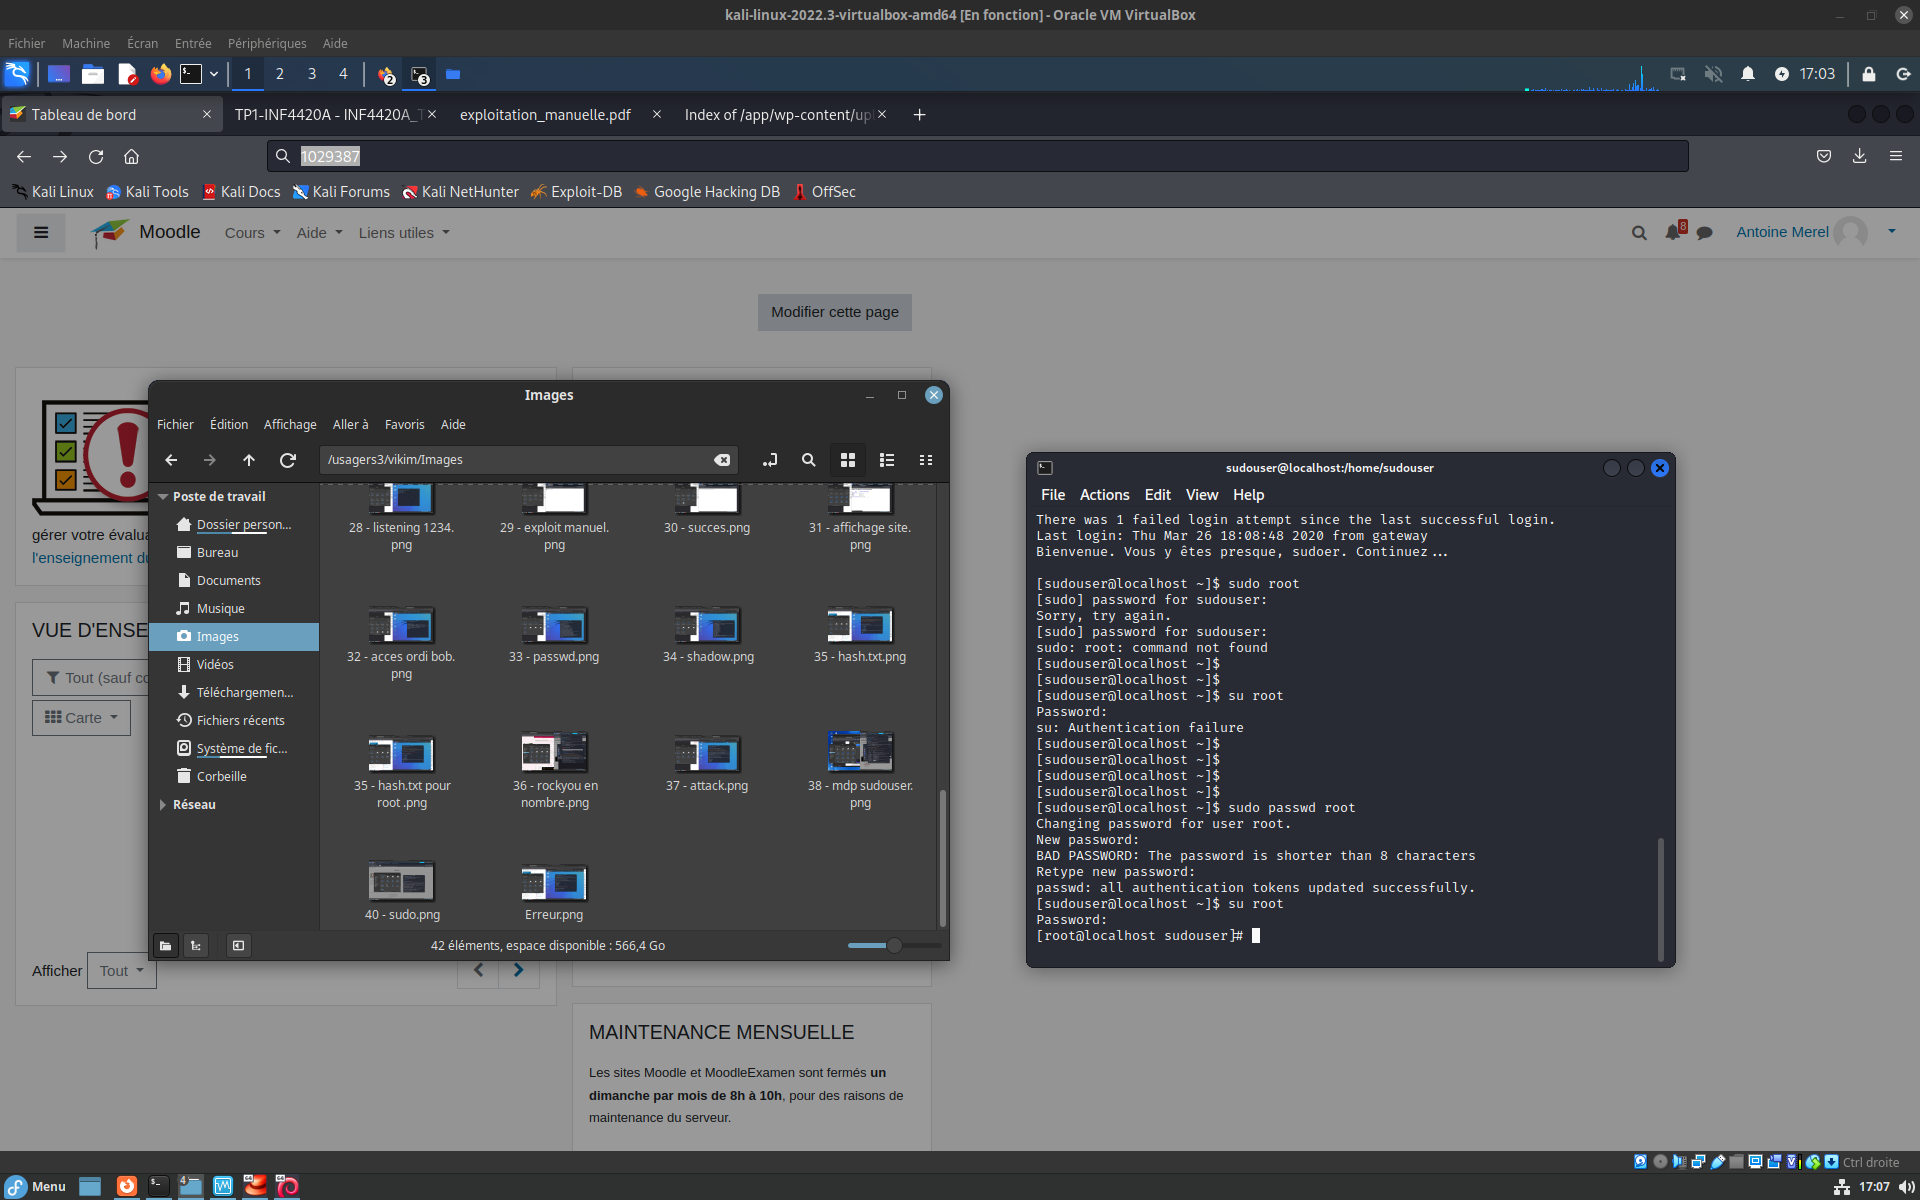 kali-linux-2022.3-virtualbox-amd64 [En fonction] - Oracle VM VirtualBox
Fichier Machine Écran Entrée Périphériques Aide
1 2 3 4 2 3 17:03
Tableau de bord
TP1-INF4420A - INF4420A_T
exploitation_manuelle.pdf
Index of /app/wp-content/up
1029387
Kali Linux Kali Tools Kali Docs Kali Forums Kali NetHunter Exploit-DB Google Hacking DB OffSec
Moodle Cours Aide Liens utiles 8 Antoine Merel
Modifier cette page
gérer votre évalua
l'enseignement du
VUE D'ENSE
Tout (sauf co
Carte
Afficher Tout
Images
Fichier Édition Affichage Aller à Favoris Aide
/usagers3/vikim/Images
Poste de travail
Dossier person...
Bureau
Documents
Musique
Images
Vidéos
Téléchargemen...
Fichiers récents
Système de fic...
Corbeille
Réseau
28 - listening 1234.
png
29 - exploit manuel.
png
30 - succes.png
31 - affichage site.
png
32 - acces ordi bob.
png
33 - passwd.png
34 - shadow.png
35 - hash.txt.png
35 - hash.txt pour
root .png
36 - rockyou en
nombre.png
37 - attack.png
38 - mdp sudouser.
png
40 - sudo.png
Erreur.png
42 éléments, espace disponible : 566,4 Go
sudouser@localhost:/home/sudouser
File Actions Edit View Help
There was 1 failed login attempt since the last successful login.
Last login: Thu Mar 26 18:08:48 2020 from gateway
Bienvenue. Vous y êtes presque, sudoer. Continuez...
[sudouser@localhost ~]$ sudo root
[sudo] password for sudouser:
Sorry, try again.
[sudo] password for sudouser:
sudo: root: command not found
[sudouser@localhost ~]$
[sudouser@localhost ~]$
[sudouser@localhost ~]$ su root
Password:
su: Authentication failure
[sudouser@localhost ~]$
[sudouser@localhost ~]$
[sudouser@localhost ~]$
[sudouser@localhost ~]$
[sudouser@localhost ~]$ sudo passwd root
Changing password for user root.
New password:
BAD PASSWORD: The password is shorter than 8 characters
Retype new password:
passwd: all authentication tokens updated successfully.
[sudouser@localhost ~]$ su root
Password:
[root@localhost sudouser]#
MAINTENANCE MENSUELLE
Les sites Moodle et MoodleExamen sont fermés un
dimanche par mois de 8h à 10h, pour des raisons de
maintenance du serveur.
Ctrl droite
Menu 4 17:07